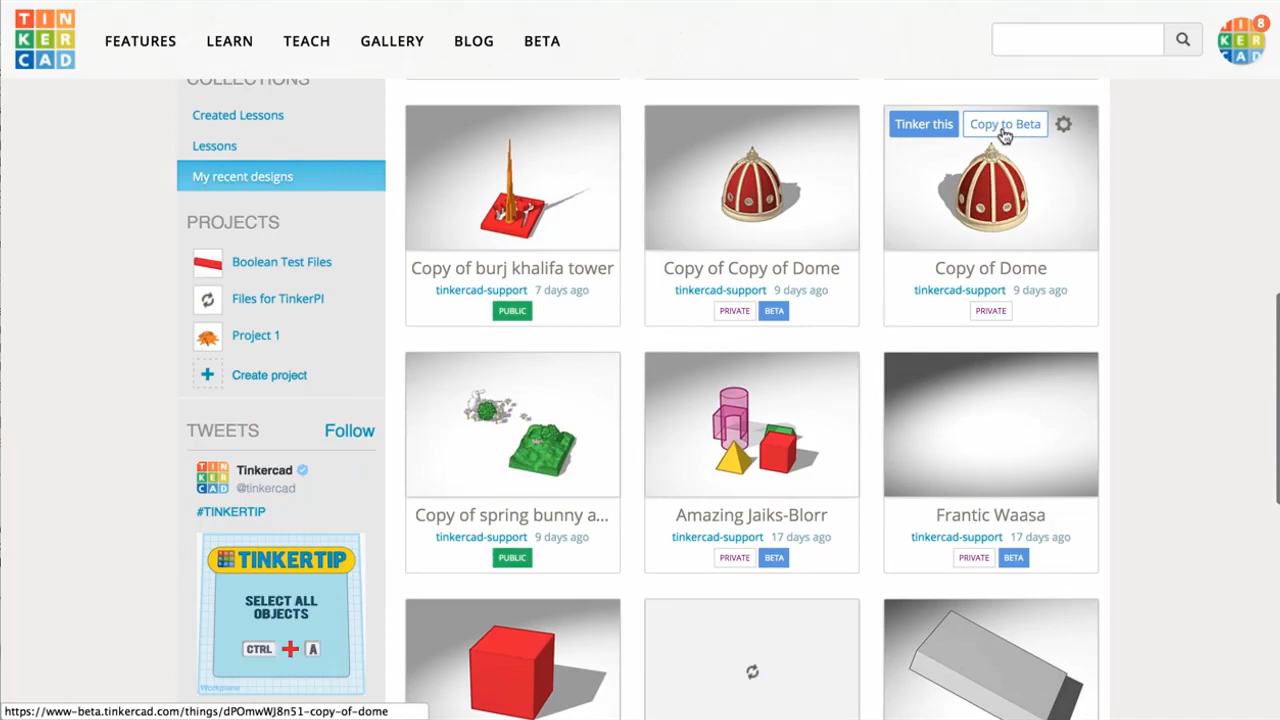 TIN
KER
CAD
FEATURES
LEARN
TEACH
GALLERY
BLOG
BETA
8
COLLECTIONS
Created Lessons
Lessons
My recent designs
PROJECTS
Boolean Test Files
Files for TinkerPI
Project 1
Create project
TWEETS
Follow
Tinkercad
@tinkercad
#TINKERTIP
TINKERTIP
SELECT ALL
OBJECTS
CTRL + A
Workplane
Copy of burj khalifa tower
tinkercad-support 7 days ago
PUBLIC
Copy of Copy of Dome
tinkercad-support 9 days ago
PRIVATE BETA
Tinker this
Copy to Beta
Copy of Dome
tinkercad-support 9 days ago
PRIVATE
Copy of spring bunny a...
tinkercad-support 9 days ago
PUBLIC
Amazing Jaiks-Blorr
tinkercad-support 17 days ago
PRIVATE BETA
Frantic Waasa
tinkercad-support 17 days ago
PRIVATE BETA
https://www-beta.tinkercad.com/things/dPOmwWJ8n51-copy-of-dome